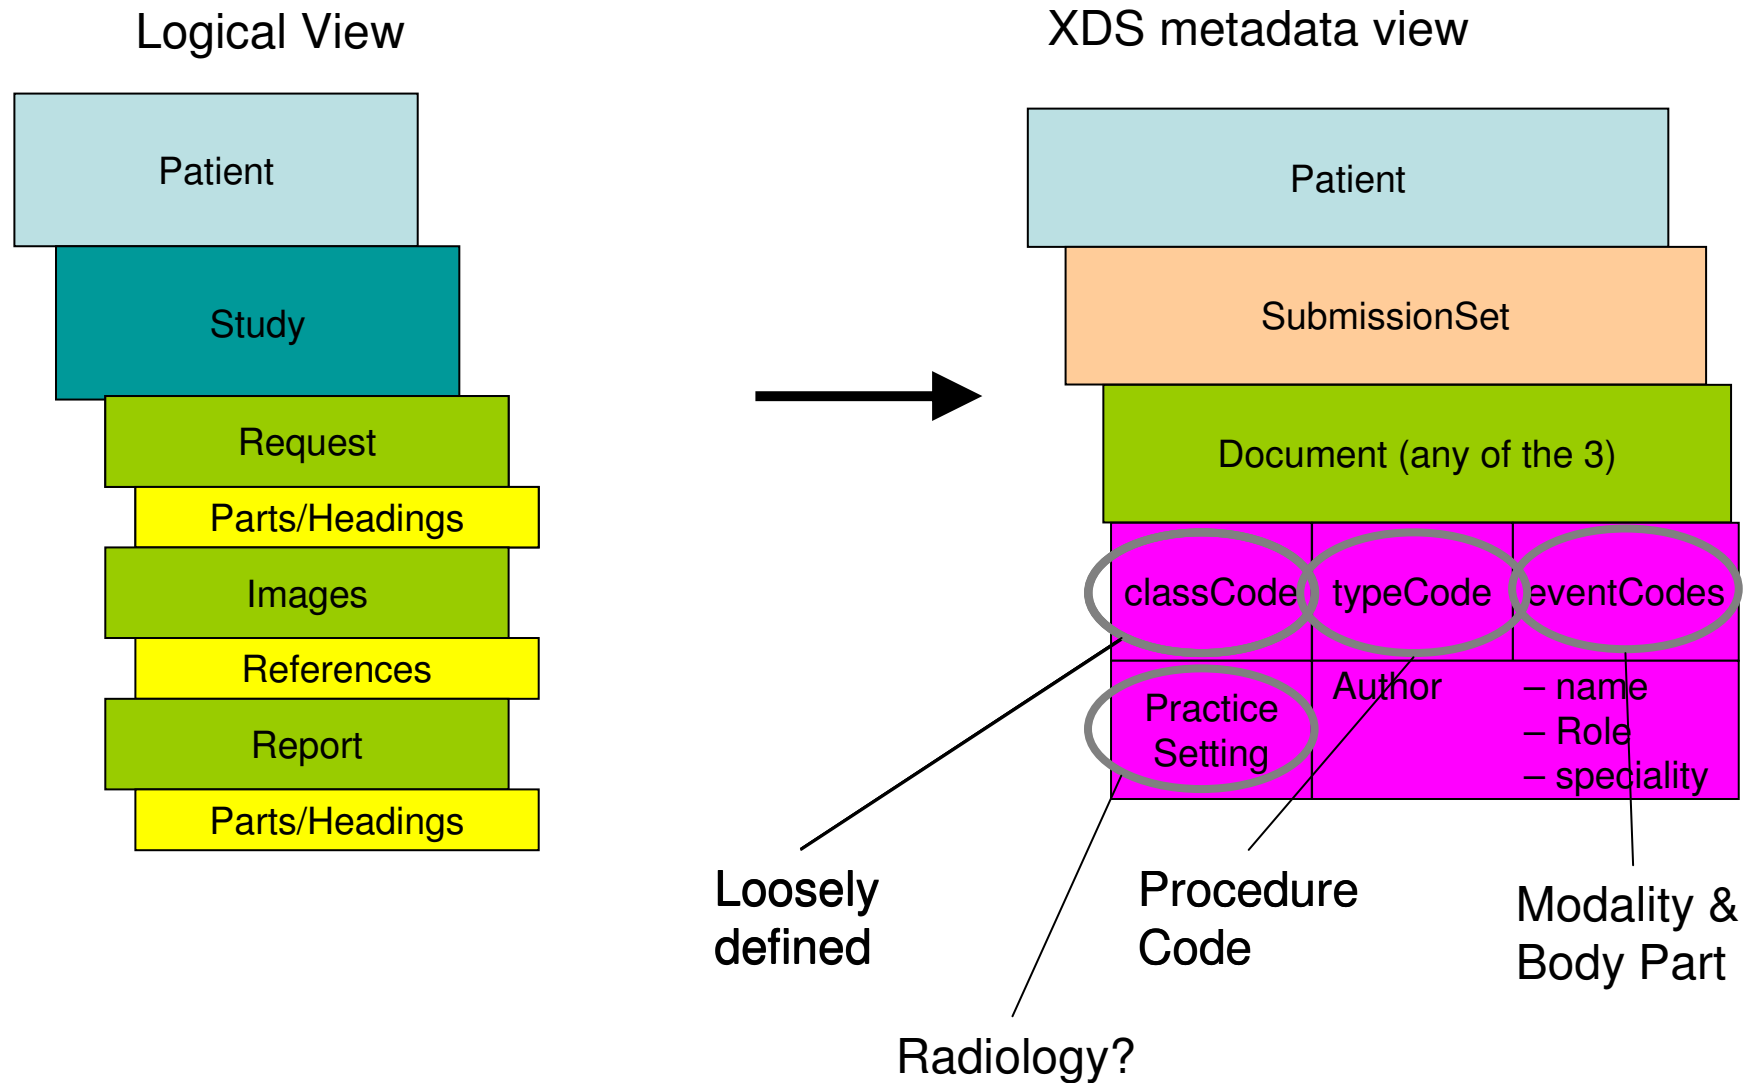 Logical View
Patient
Study
Request
Parts/Headings
Images
References
Report
Parts/Headings
XDS metadata view
Patient
SubmissionSet
Document (any of the 3)
classCode
typeCode
eventCodes
Practice
Setting
Author
– name
– Role
– speciality
Loosely
defined
Procedure
Code
Modality &
Body Part
Radiology?